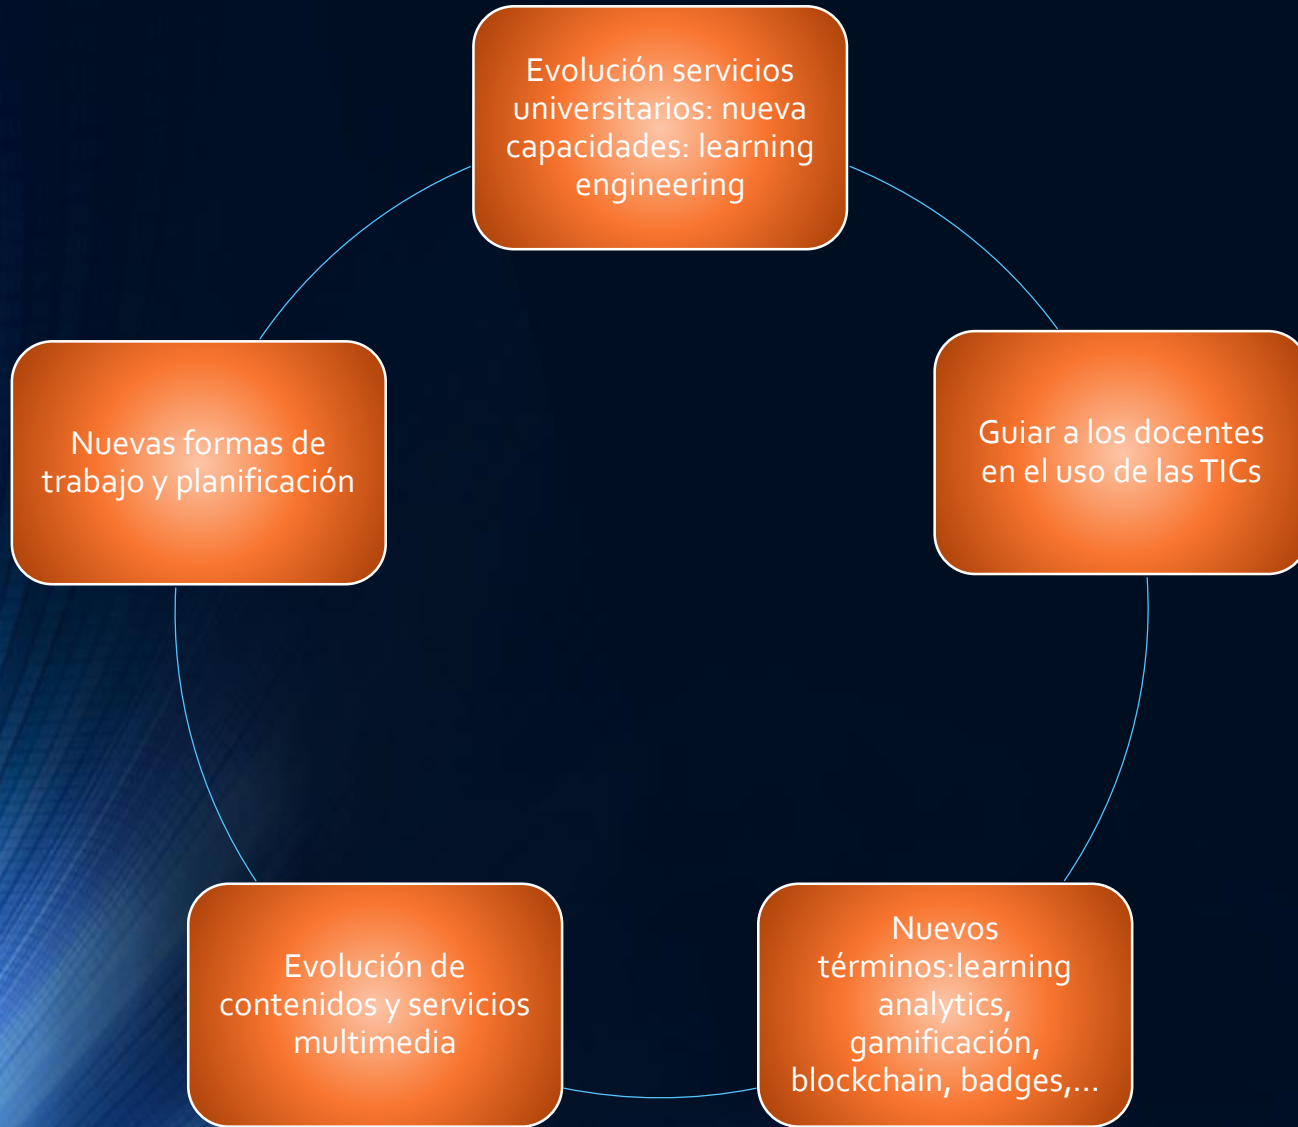 Evolución servicios
universitarios: nueva
capacidades: learning
engineering
Guiar a los docentes
en el uso de las TICs
Nuevos
términos:learning
analytics,
gamificación,
blockchain, badges,...
Evolución de
contenidos y servicios
multimedia
Nuevas formas de
trabajo y planificación